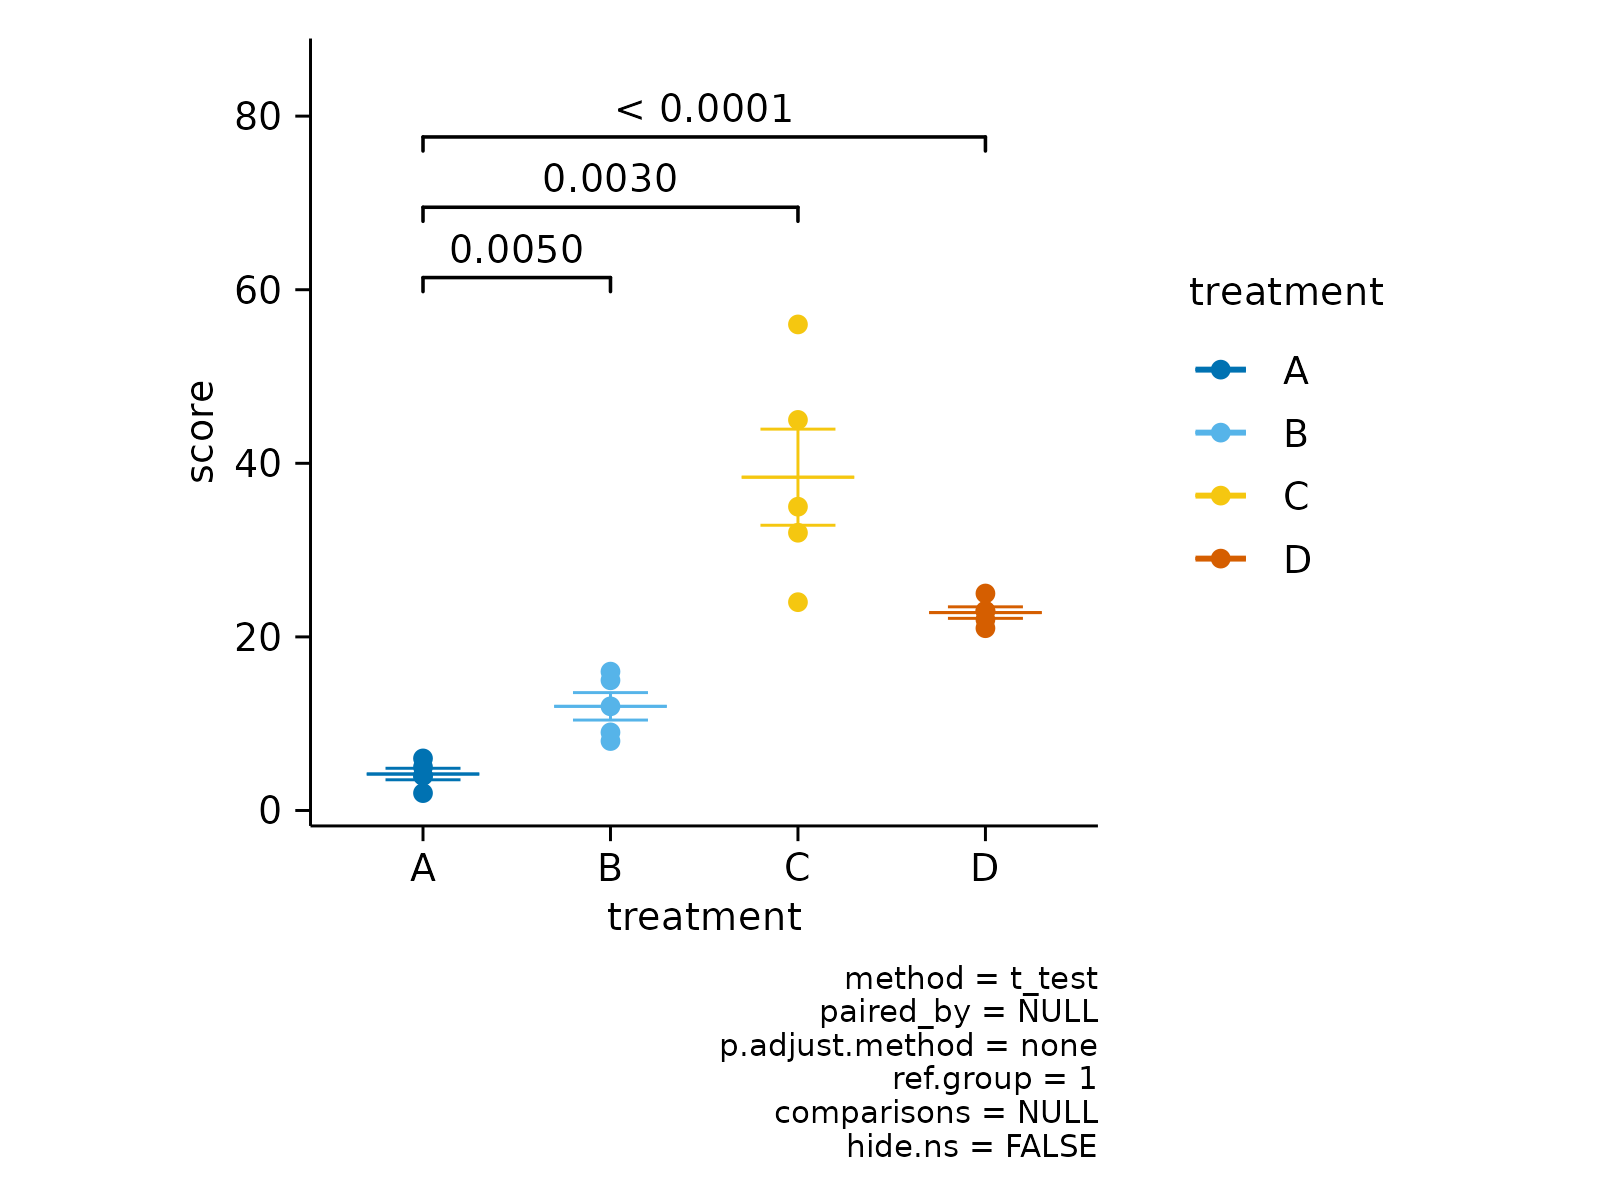 < 0.0001
0.0030
0.0050
80
60
40
20
0
score
A
B
C
D
treatment
treatment
A
B
C
D
method = t_test
paired_by = NULL
p.adjust.method = none
ref.group = 1
comparisons = NULL
hide.ns = FALSE